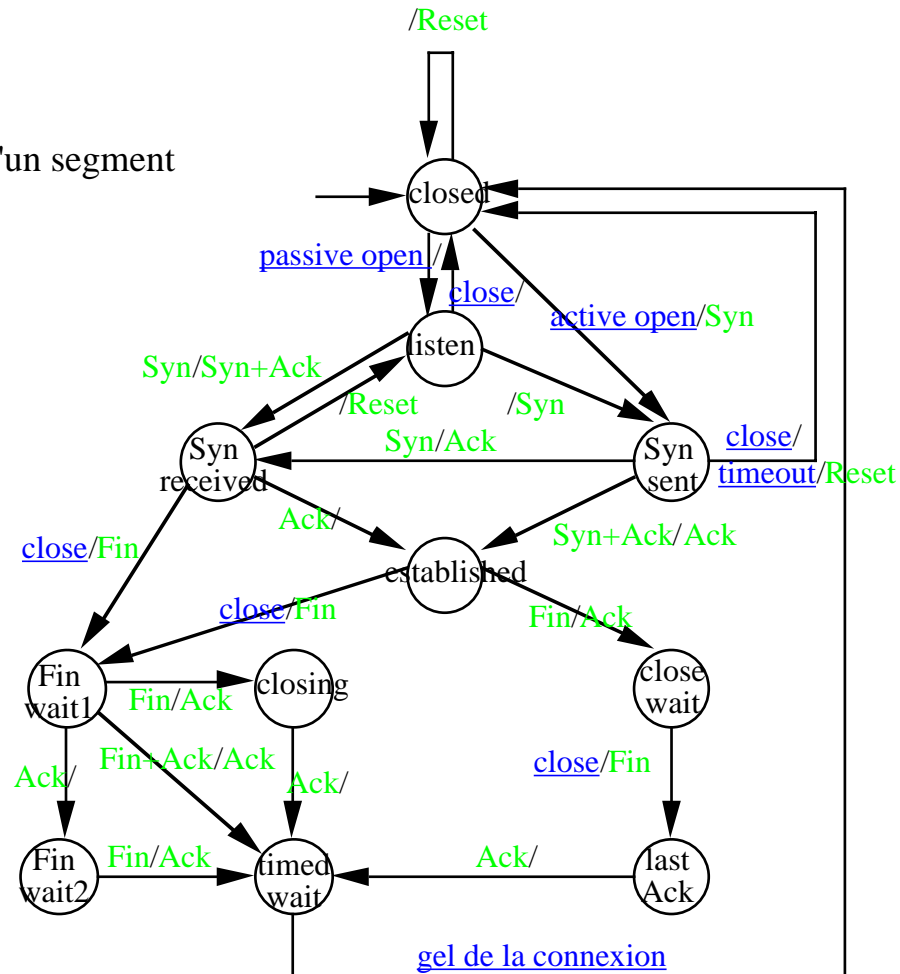 /Reset
'un segment
closed
passive open /
close/
active open/Syn
listen
Syn/Syn+Ack
/Reset
/Syn
Syn/Ack
Syn
received
Syn
sent
close/
timeout/Reset
Ack/
Syn+Ack/Ack
close/Fin
established
close/Fin
Fin/Ack
Fin
wait1
closing
close
wait
Fin/Ack
Fin+Ack/Ack
close/Fin
Ack/
Ack/
Fin
wait2
Fin/Ack
timed
wait
Ack/
last
Ack
gel de la connexion